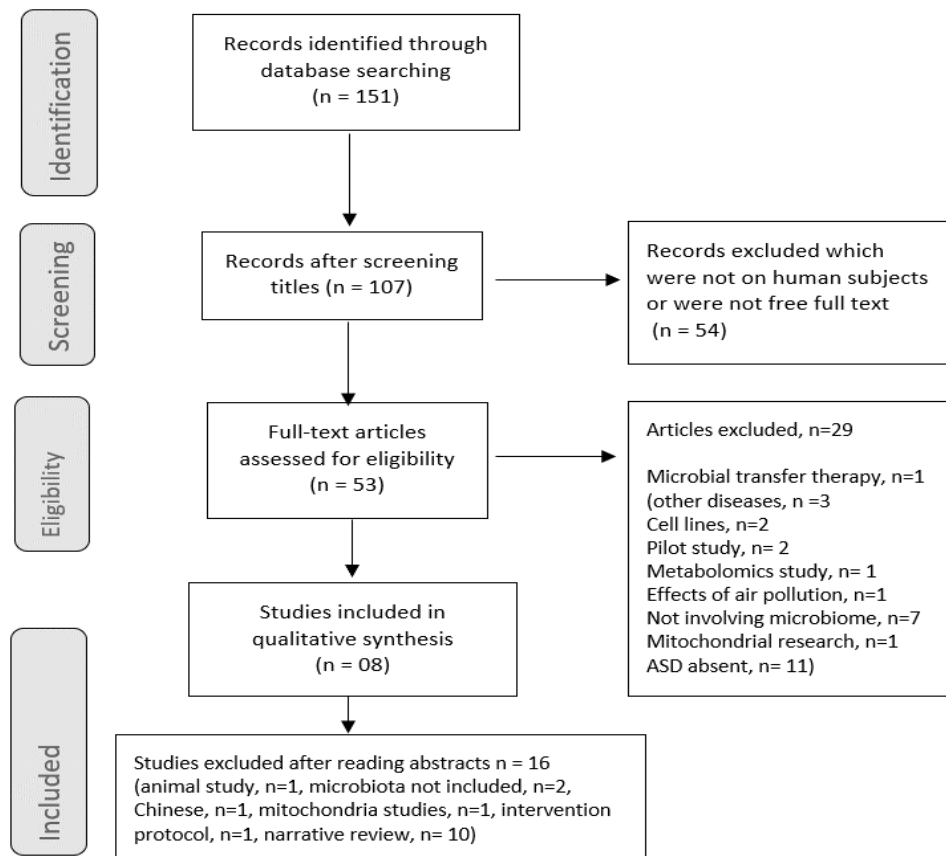 Identification
Records identified through
database searching
(n = 151)
Screening
Records after screening
titles (n = 107)
Records excluded which
were not on human subjects
or were not free full text
(n = 54)
Eligibility
Full-text articles
assessed for eligibility
(n = 53)
Articles excluded, n=29
Microbial transfer therapy, n=1
(other diseases, n =3
Cell lines, n=2
Pilot study, n= 2
Metabolomics study, n= 1
Effects of air pollution, n=1
Not involving microbiome, n=7
Mitochondrial research, n=1
ASD absent, n= 11)
Included
Studies included in
qualitative synthesis
(n = 08)
Studies excluded after reading abstracts n = 16
(animal study, n=1, microbiota not included, n=2,
Chinese, n=1, mitochondria studies, n=1, intervention
protocol, n=1, narrative review, n= 10)